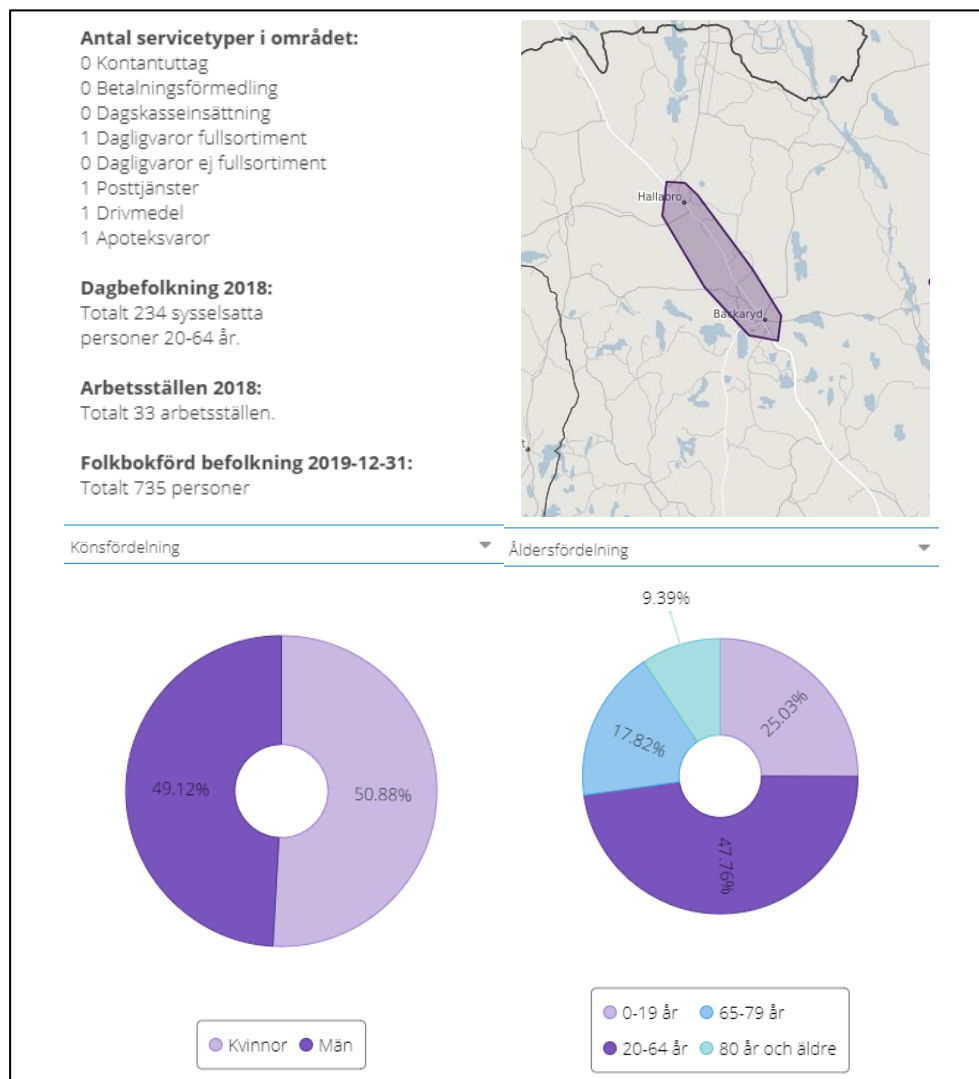 Antal servicetyper i området:
0 Kontantuttag
0 Betalningsförmedling
0 Dagskasseinsättning
1 Dagligvaror fullsortiment
0 Dagligvaror ej fullsortiment
1 Posttjänster
1 Drivmedel
1 Apoteksvaror
Dagbefolkning 2018:
Totalt 234 sysselsatta
personer 20-64 år.
Arbetsställen 2018:
Totalt 33 arbetsställen.
Folkbokförd befolkning 2019-12-31:
Totalt 735 personer
Hallabro
Backaryd
t
Könsfördelning
Åldersfördelning
49.12%
50.88%
9.39%
25.03%
17.82%
47.76%
Kvinnor
Män
0-19 år
65-79 år
20-64 år
80 år och äldre